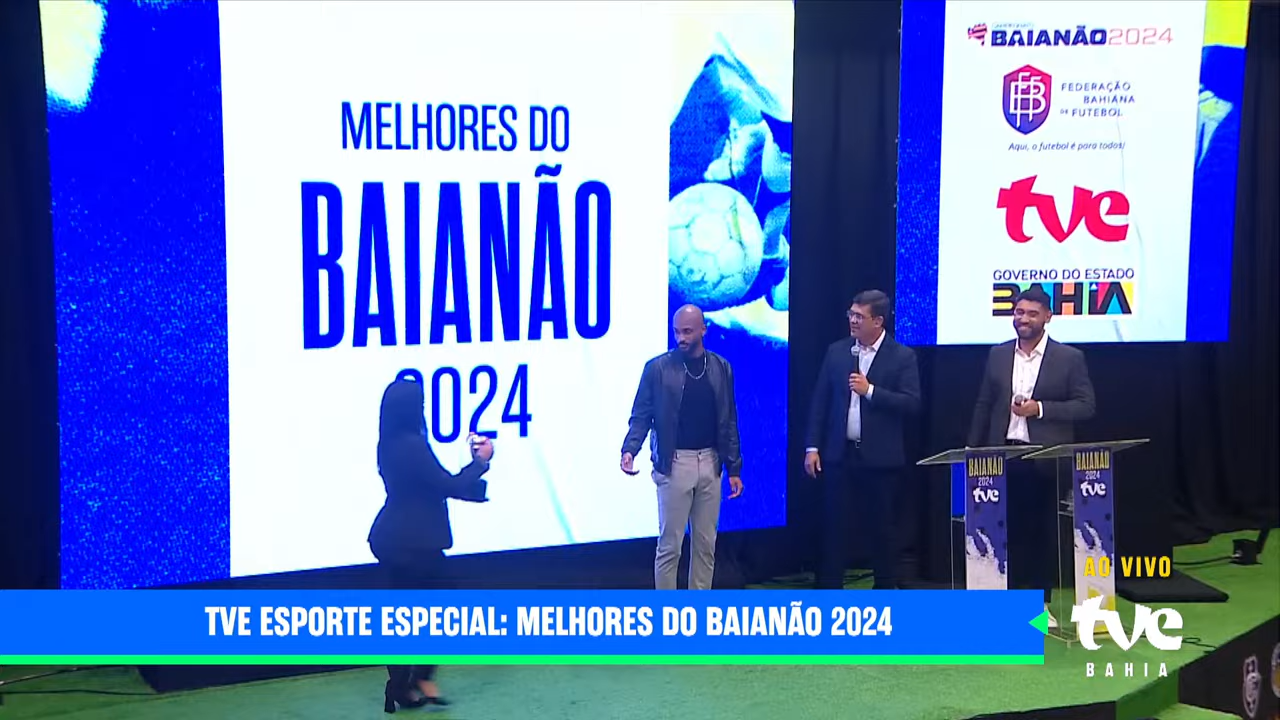 MELHORES DO
BAIANÃO
2024
BAIANÃO2024
FEDERAÇÃO
BAHIANA
DE FUTEBOL
Aqui, o futebol é para todos!
tve
GOVERNO DO ESTADO
BAHIA
BAIANÃO
2024
tve
BAIANÃO
2024
tve
AO VIVO
TVE ESPORTE ESPECIAL: MELHORES DO BAIANÃO 2024
tve
BAHIA